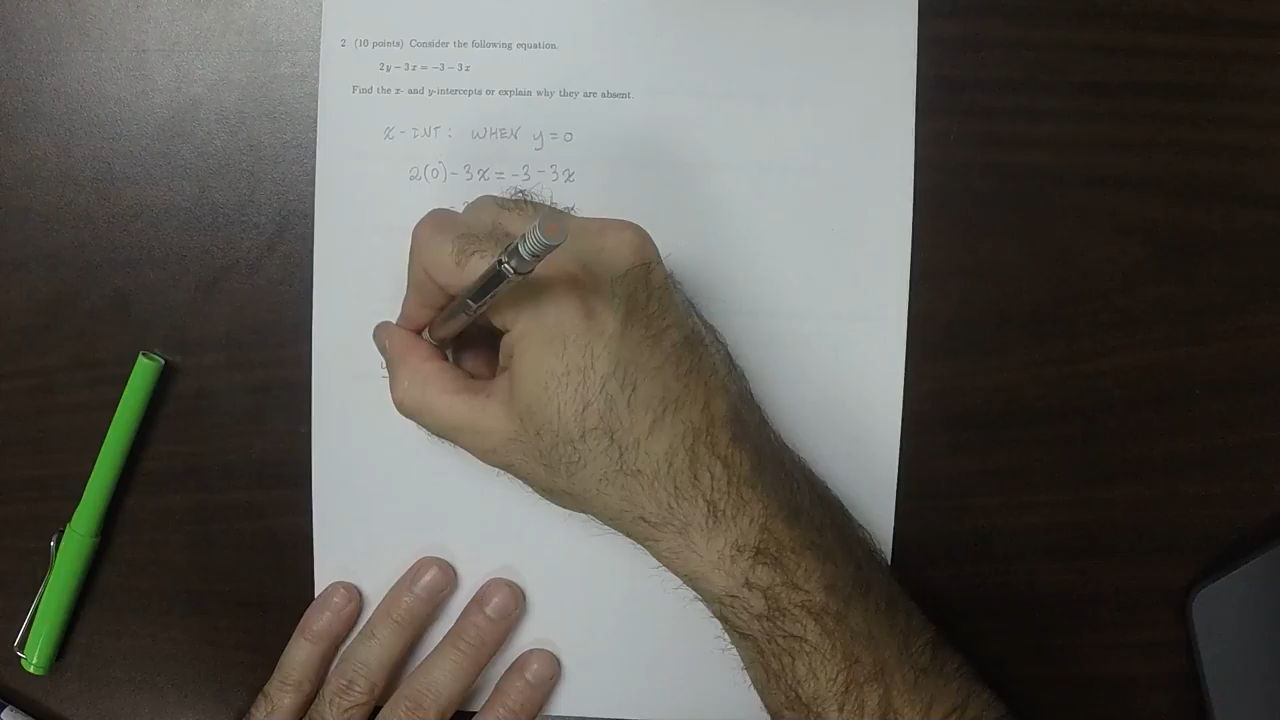 2 (10 points) Consider the following equation.
2y − 3x = −3 − 3x
Find the x- and y-intercepts or explain why they are absent.
x-INT: WHEN y=0
2(0)-3x=-3-3x